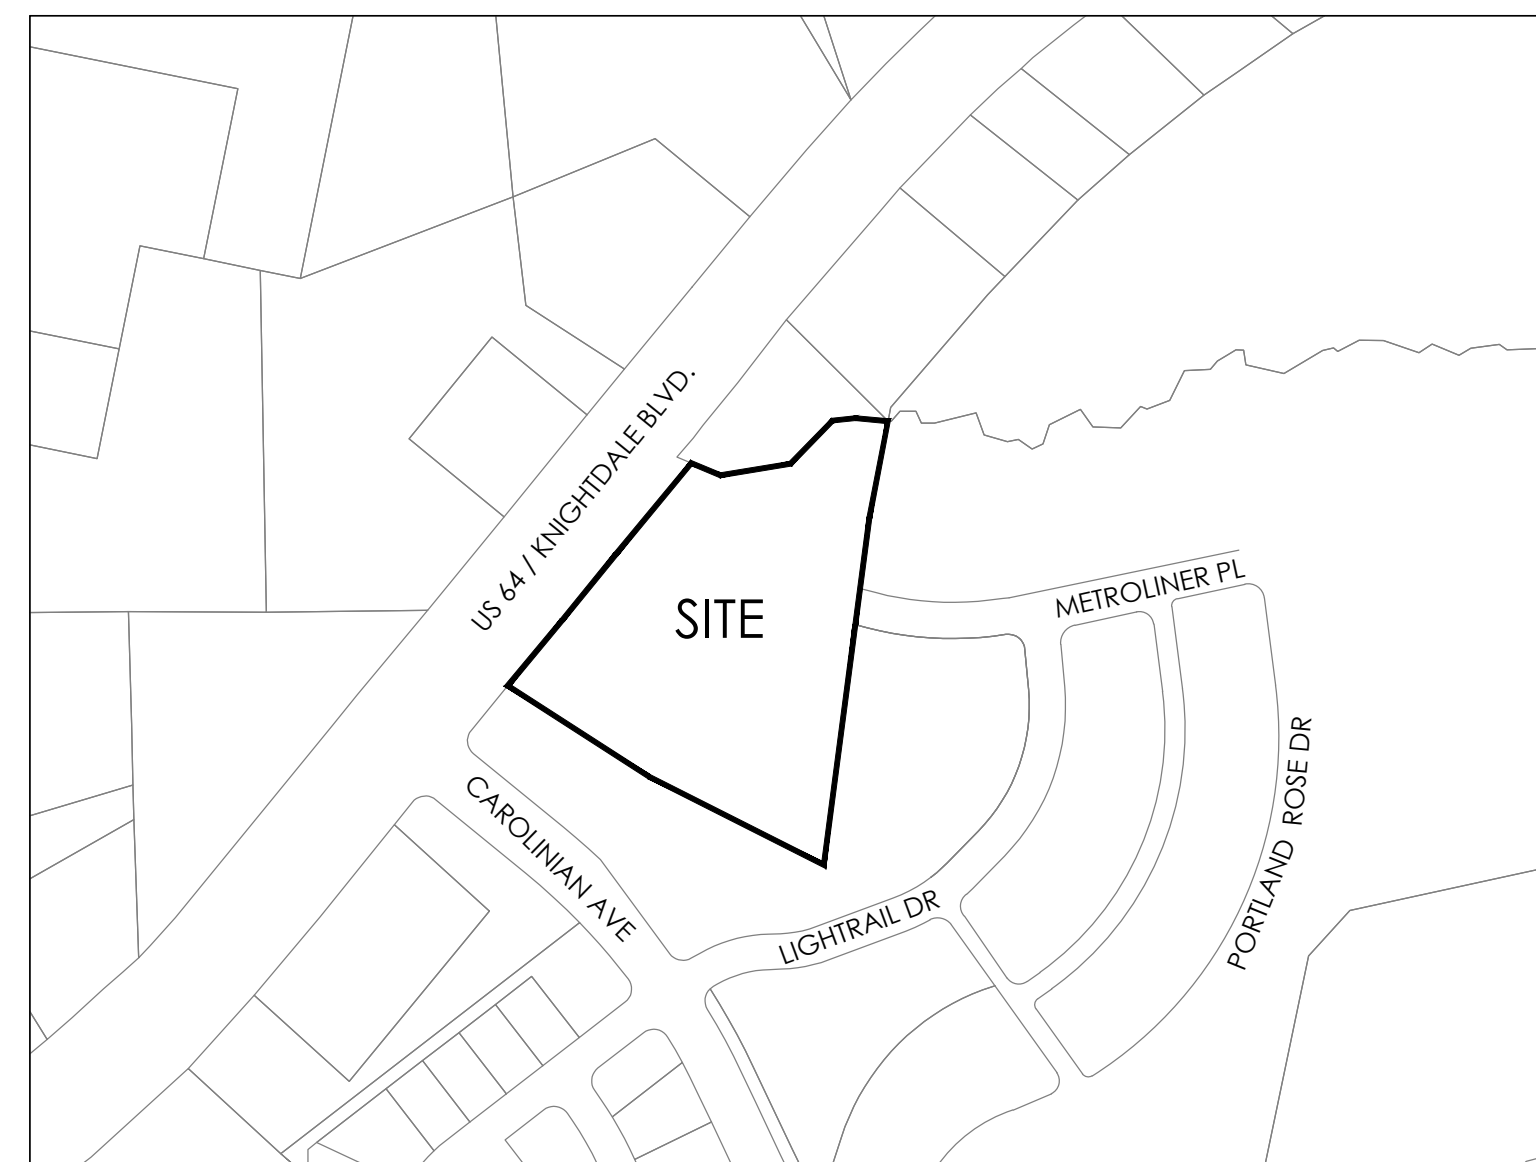 US 64 / KNIGHTDALE BLVD.
SITE
METROLINER PL
PORTLAND ROSE DR
CAROLINIAN AVE
LIGHTRAIL DR